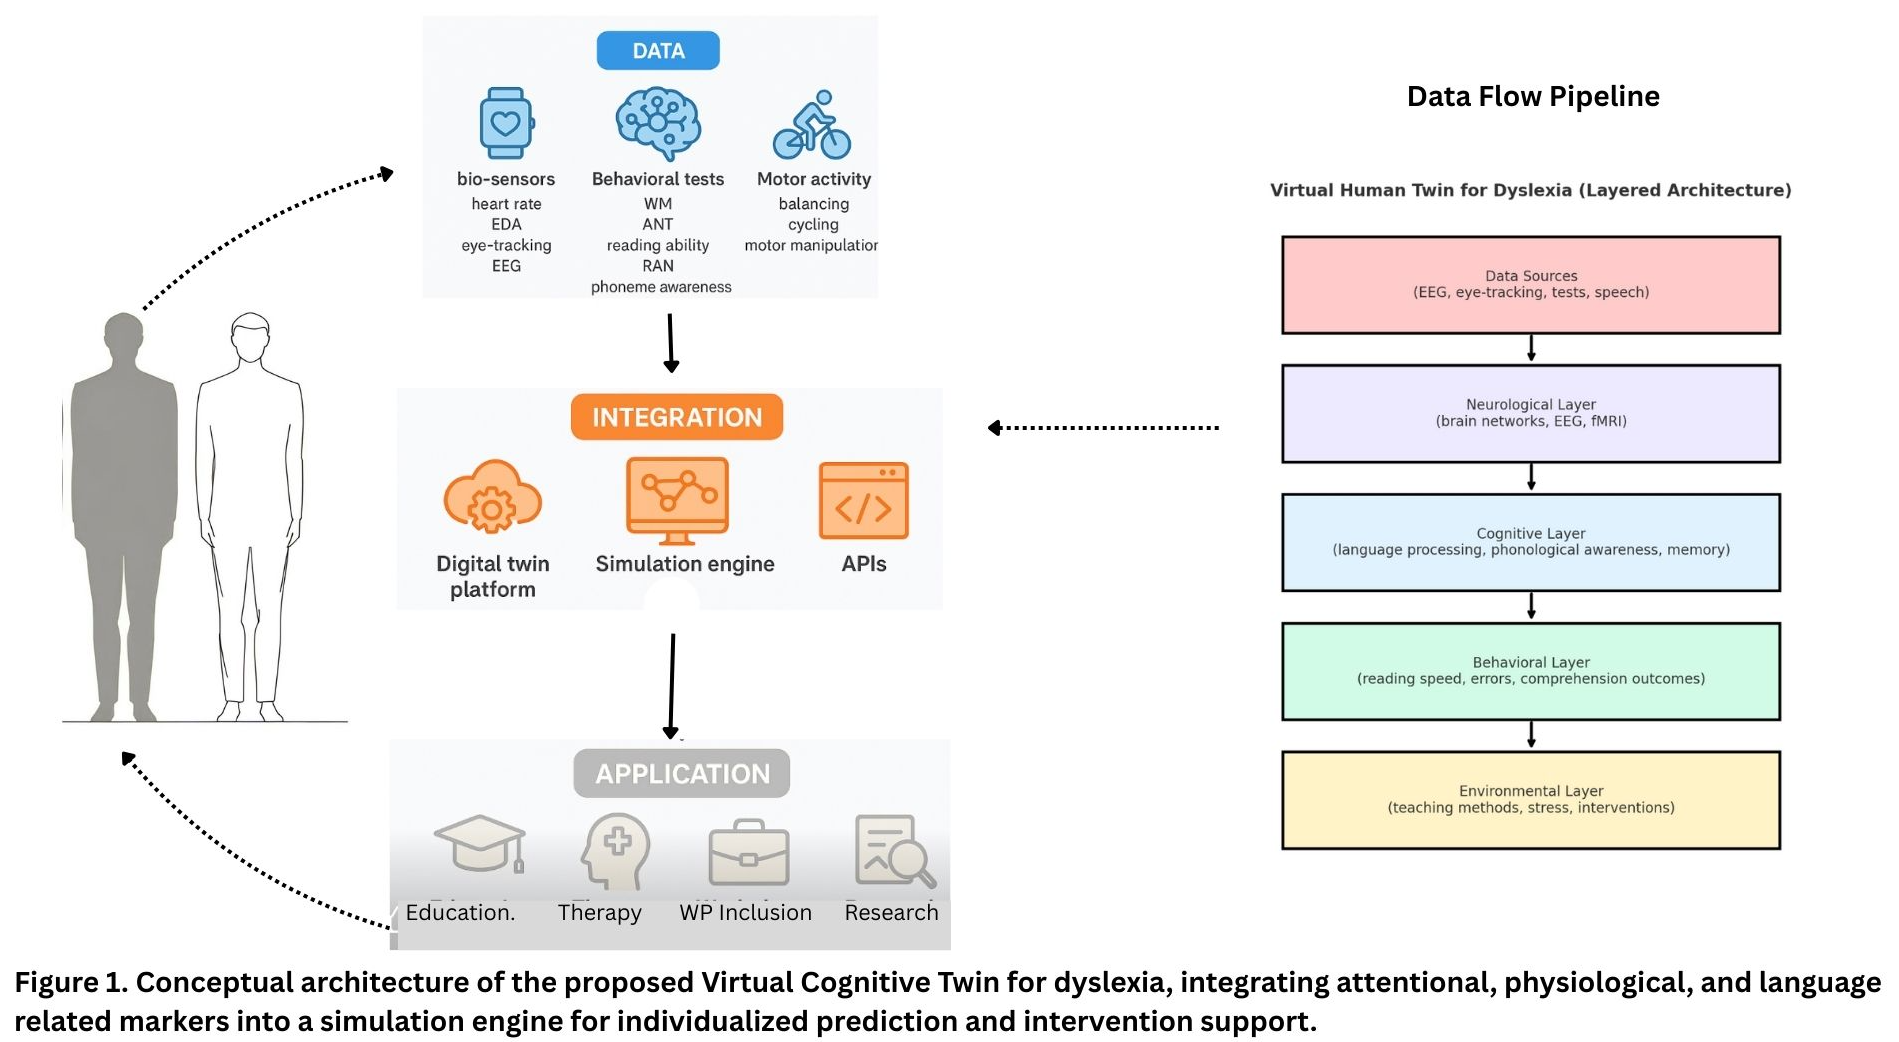 DATA
bio-sensors
heart rate
EDA
eye-tracking
EEG
Behavioral tests
WM
ANT
reading ability
RAN
phoneme awareness
Motor activity
balancing
cycling
motor manipulation
INTEGRATION
Digital twin
platform
Simulation engine
</>
APIs
APPLICATION
Education.
Therapy
WP Inclusion
Research
Data Flow Pipeline
Virtual Human Twin for Dyslexia (Layered Architecture)
Data Sources
(EEG, eye-tracking, tests, speech)
Neurological Layer
(brain networks, EEG, fMRI)
Cognitive Layer
(language processing, phonological awareness, memory)
Behavioral Layer
(reading speed, errors, comprehension outcomes)
Environmental Layer
(teaching methods, stress, interventions)
Figure 1. Conceptual architecture of the proposed Virtual Cognitive Twin for dyslexia, integrating attentional, physiological, and language
related markers into a simulation engine for individualized prediction and intervention support.